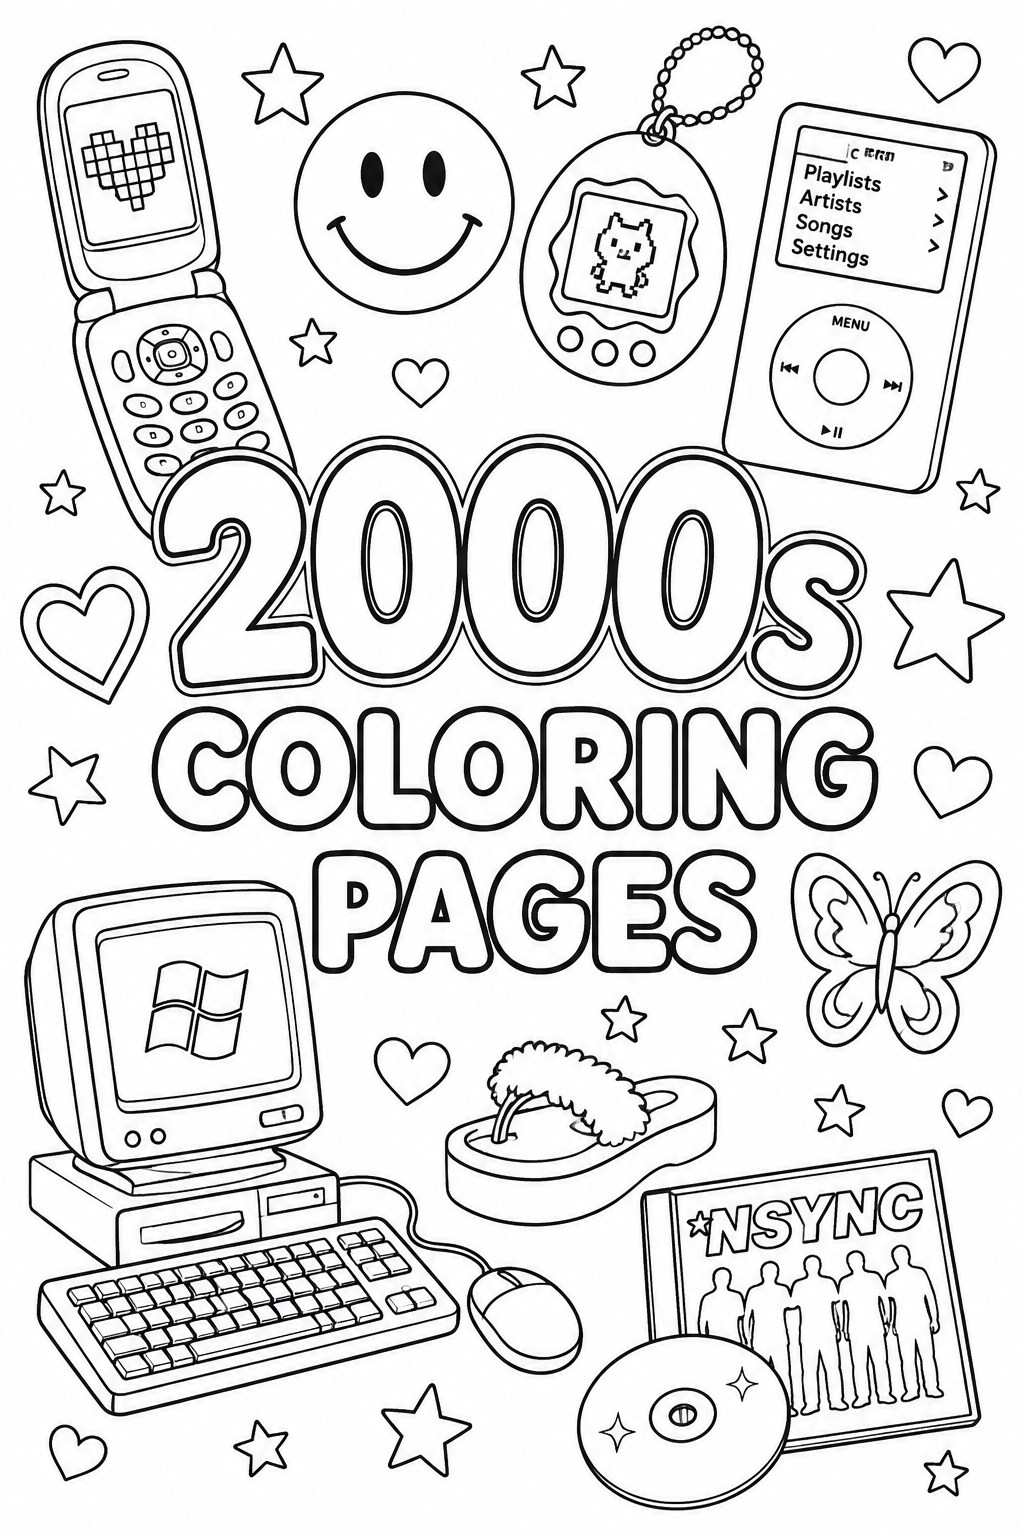 Playlists
Artists
Songs
Settings
MENU
2000s
COLORING
PAGES
*NSYNC